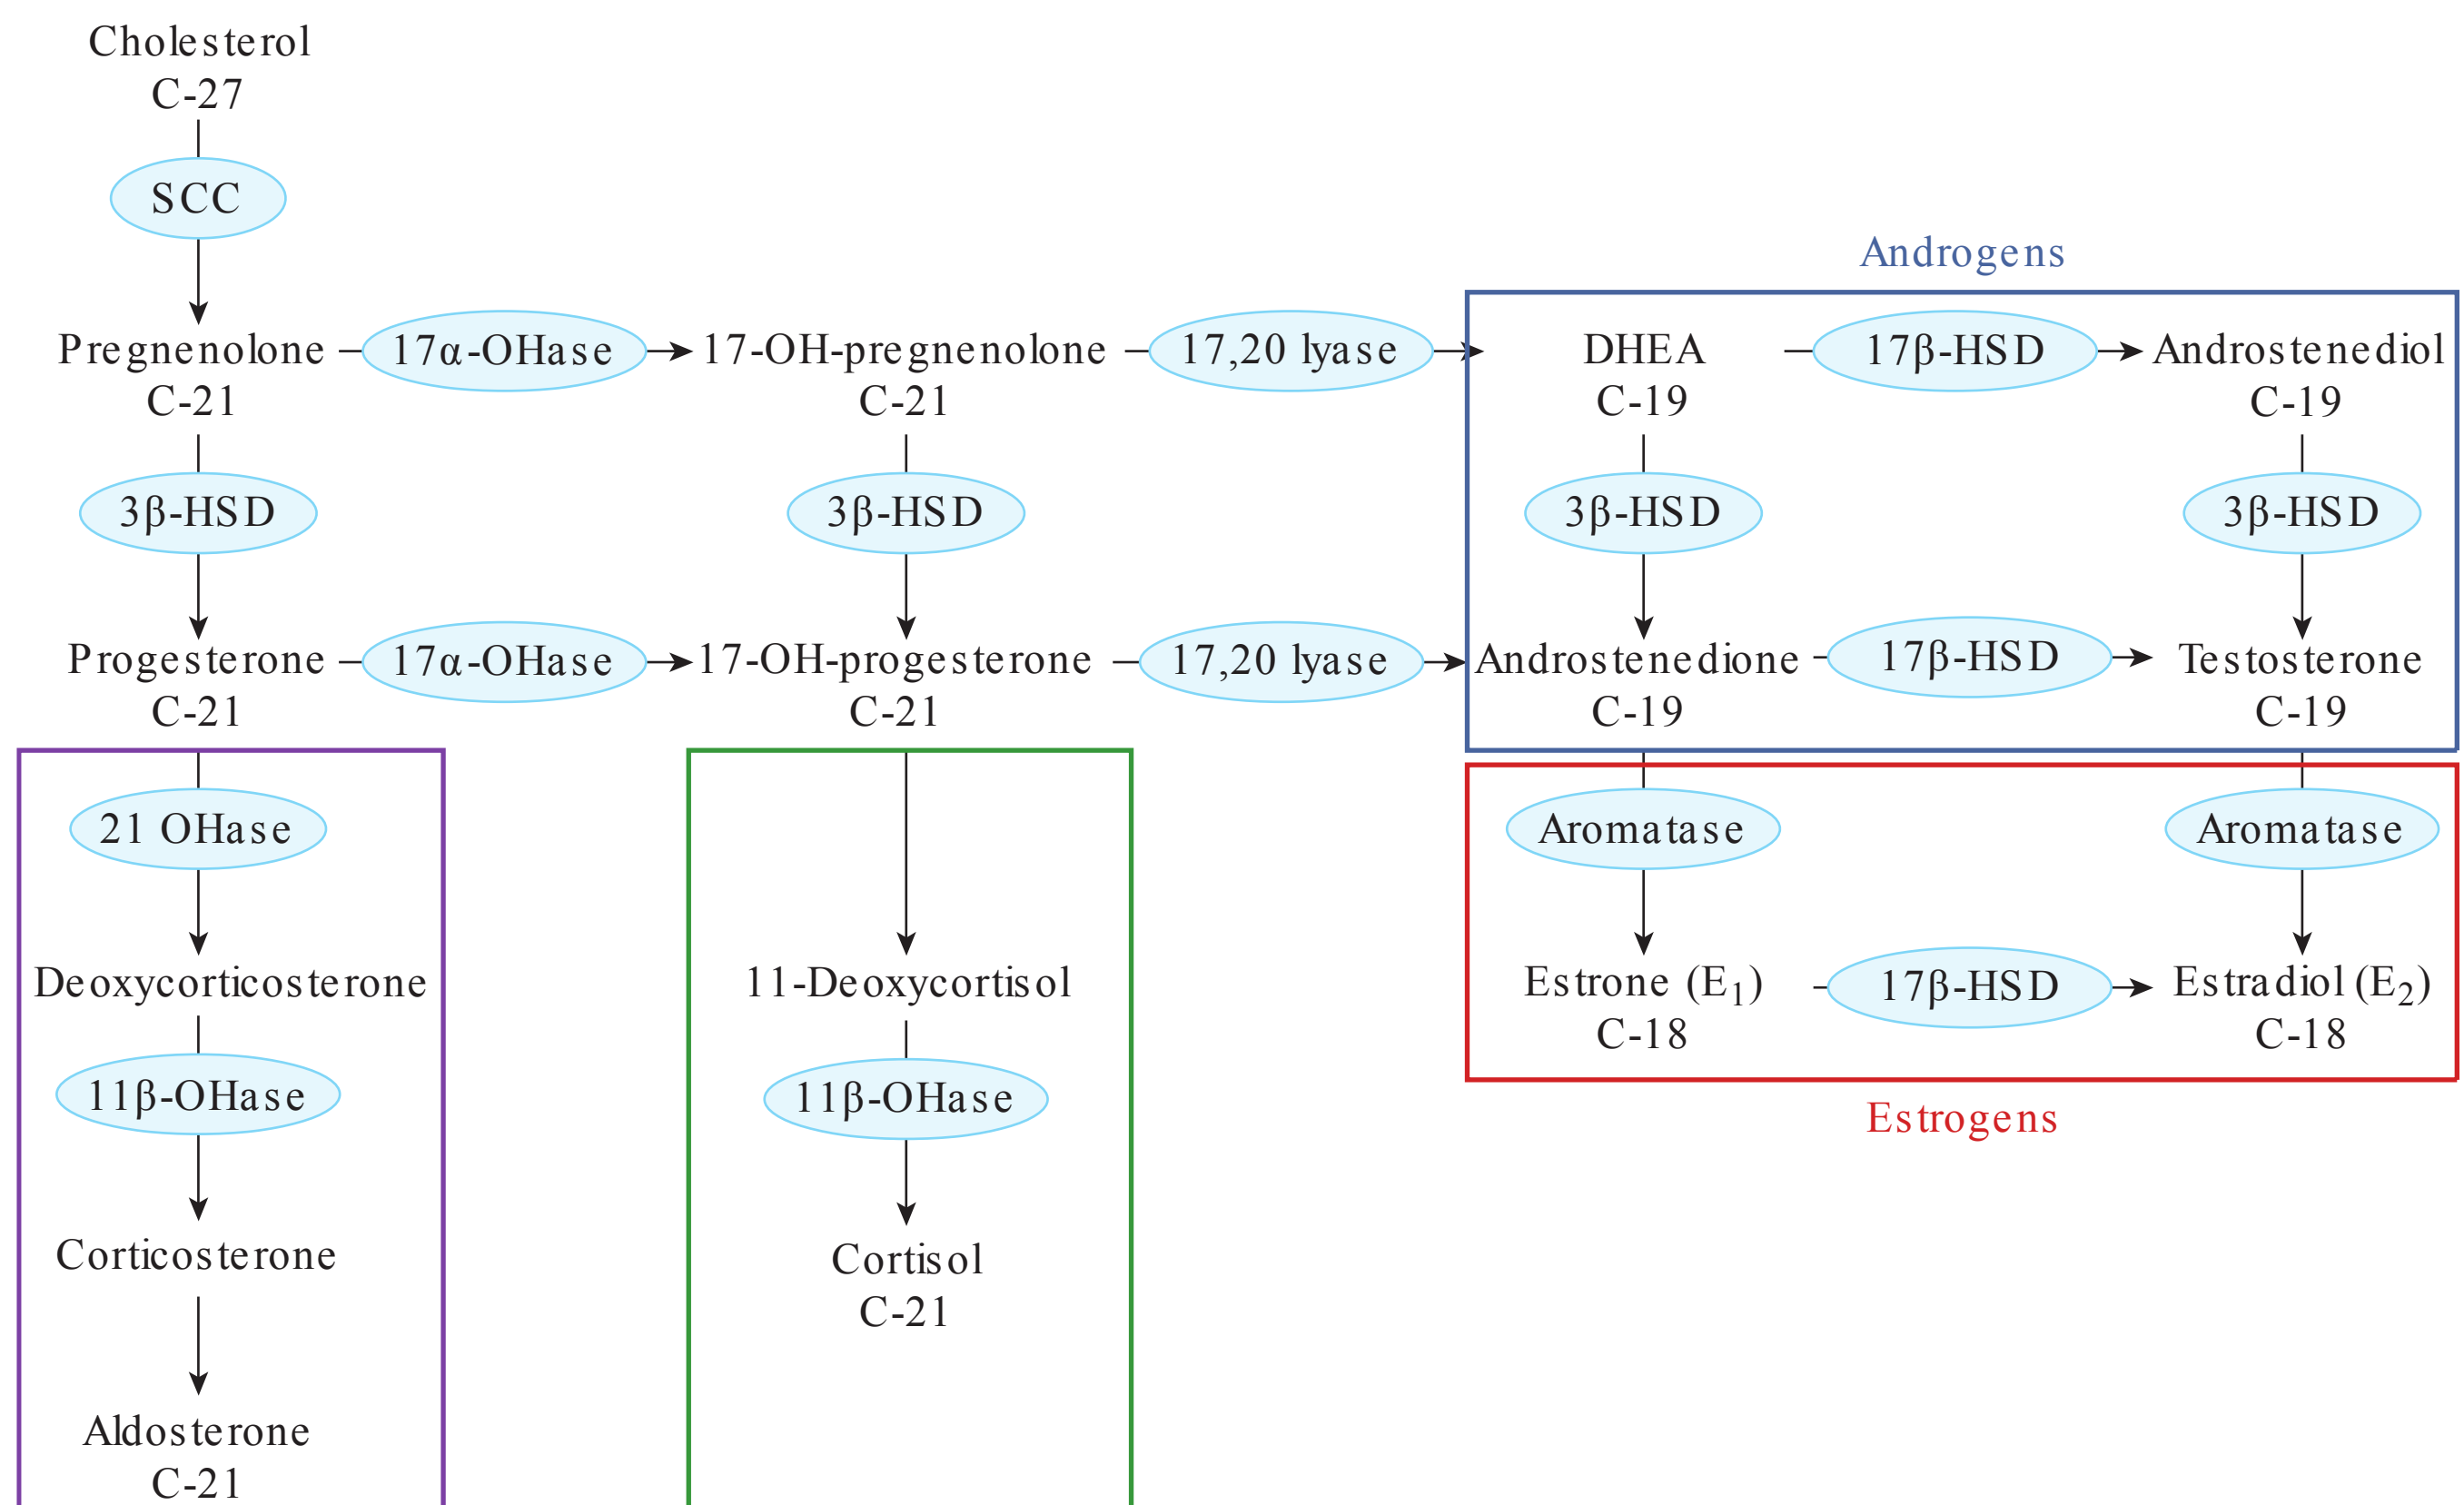 Cholesterol
C-27
SCC
Androgens
Pregnenolone 17α-OHase 17-OH-pregnenolone 17,20 lyase DHEA 17β-HSD Androstenediol
C-21 C-21 C-19 C-19
3β-HSD 3β-HSD 3β-HSD 3β-HSD
Progesterone 17α-OHase 17-OH-progesterone 17,20 lyase Androstenedione 17β-HSD Testosterone
C-21 C-21 C-19 C-19
21 OHase Aromatase Aromatase
Deoxycorticosterone 11-Deoxycortisol Estrone (E₁) 17β-HSD Estradiol (E₂)
C-18 C-18
11β-OHase 11β-OHase Estrogens
Corticosterone Cortisol
C-21
Aldosterone
C-21